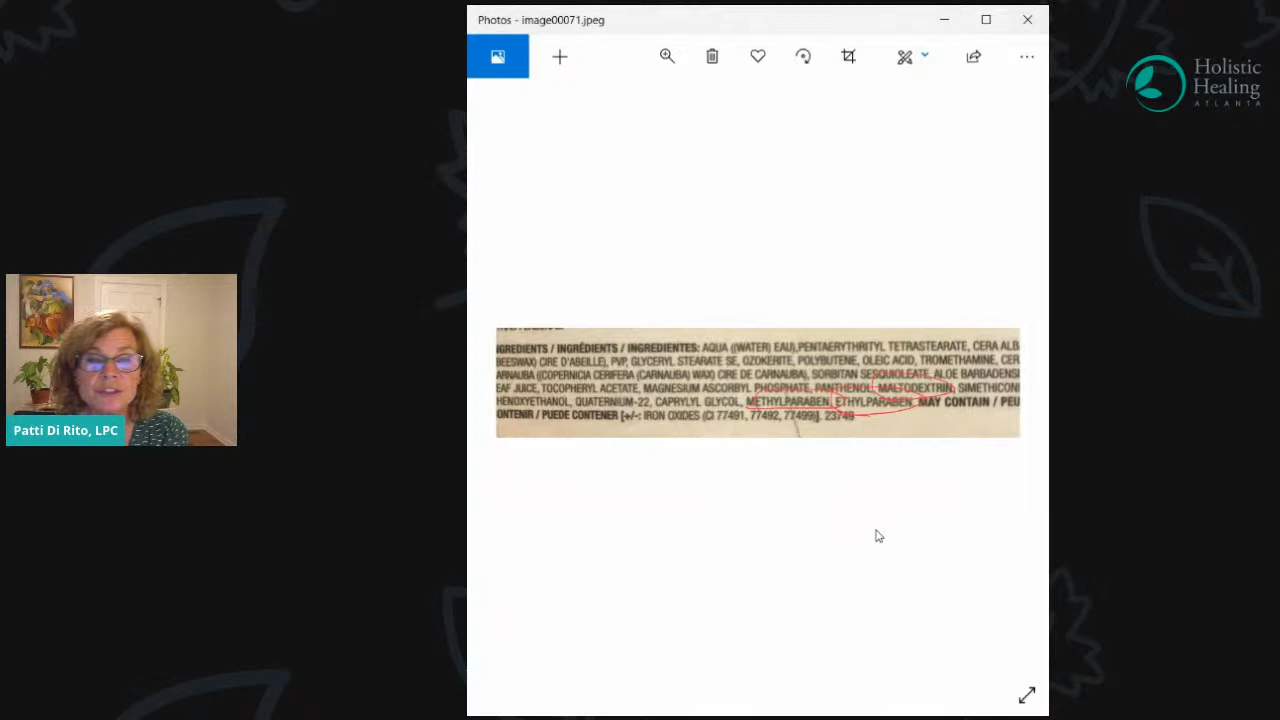 Photos - image00071.jpeg
Holistic
Healing
ATLANTA
NGREDIENTS / INGRÉDIENTS / INGREDIENTES: AQUA ((WATER) EAU),PENTAERYTHRITYL TETRASTEARATE, CERA ALB
BEESWAX) CIRE D'ABEILLE), PVP, GLYCERYL STEARATE SE, OZOKERITE, POLYBUTENE, OLEIC ACID, TROMETHAMINE, CER
ARNAUBA ((COPERNICIA CERIFERA (CARNAUBA) WAX) CIRE DE CARNAUBA), SORBITAN SESQUIOLEATE, ALOE BARBADENSI
EAF JUICE, TOCOPHERYL ACETATE, MAGNESIUM ASCORBYL PHOSPHATE, PANTHENOL, MALTODEXTRIN, SIMETHICON
HENOXYETHANOL, QUATERNIUM-22, CAPRYLYL GLYCOL, METHYLPARABEN, ETHYLPARABEN. MAY CONTAIN / PEU
ONTENIR / PUEDE CONTENER [+/-: IRON OXIDES (CI 77491, 77492, 77499)]. 23749
Patti Di Rito, LPC